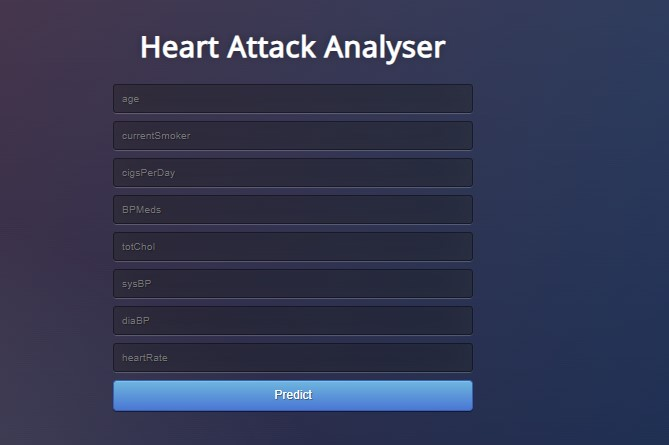 Heart Attack Analyser
age
currentSmoker
cigsPerDay
BPMeds
totChol
sysBP
diaBP
heartRate
Predict